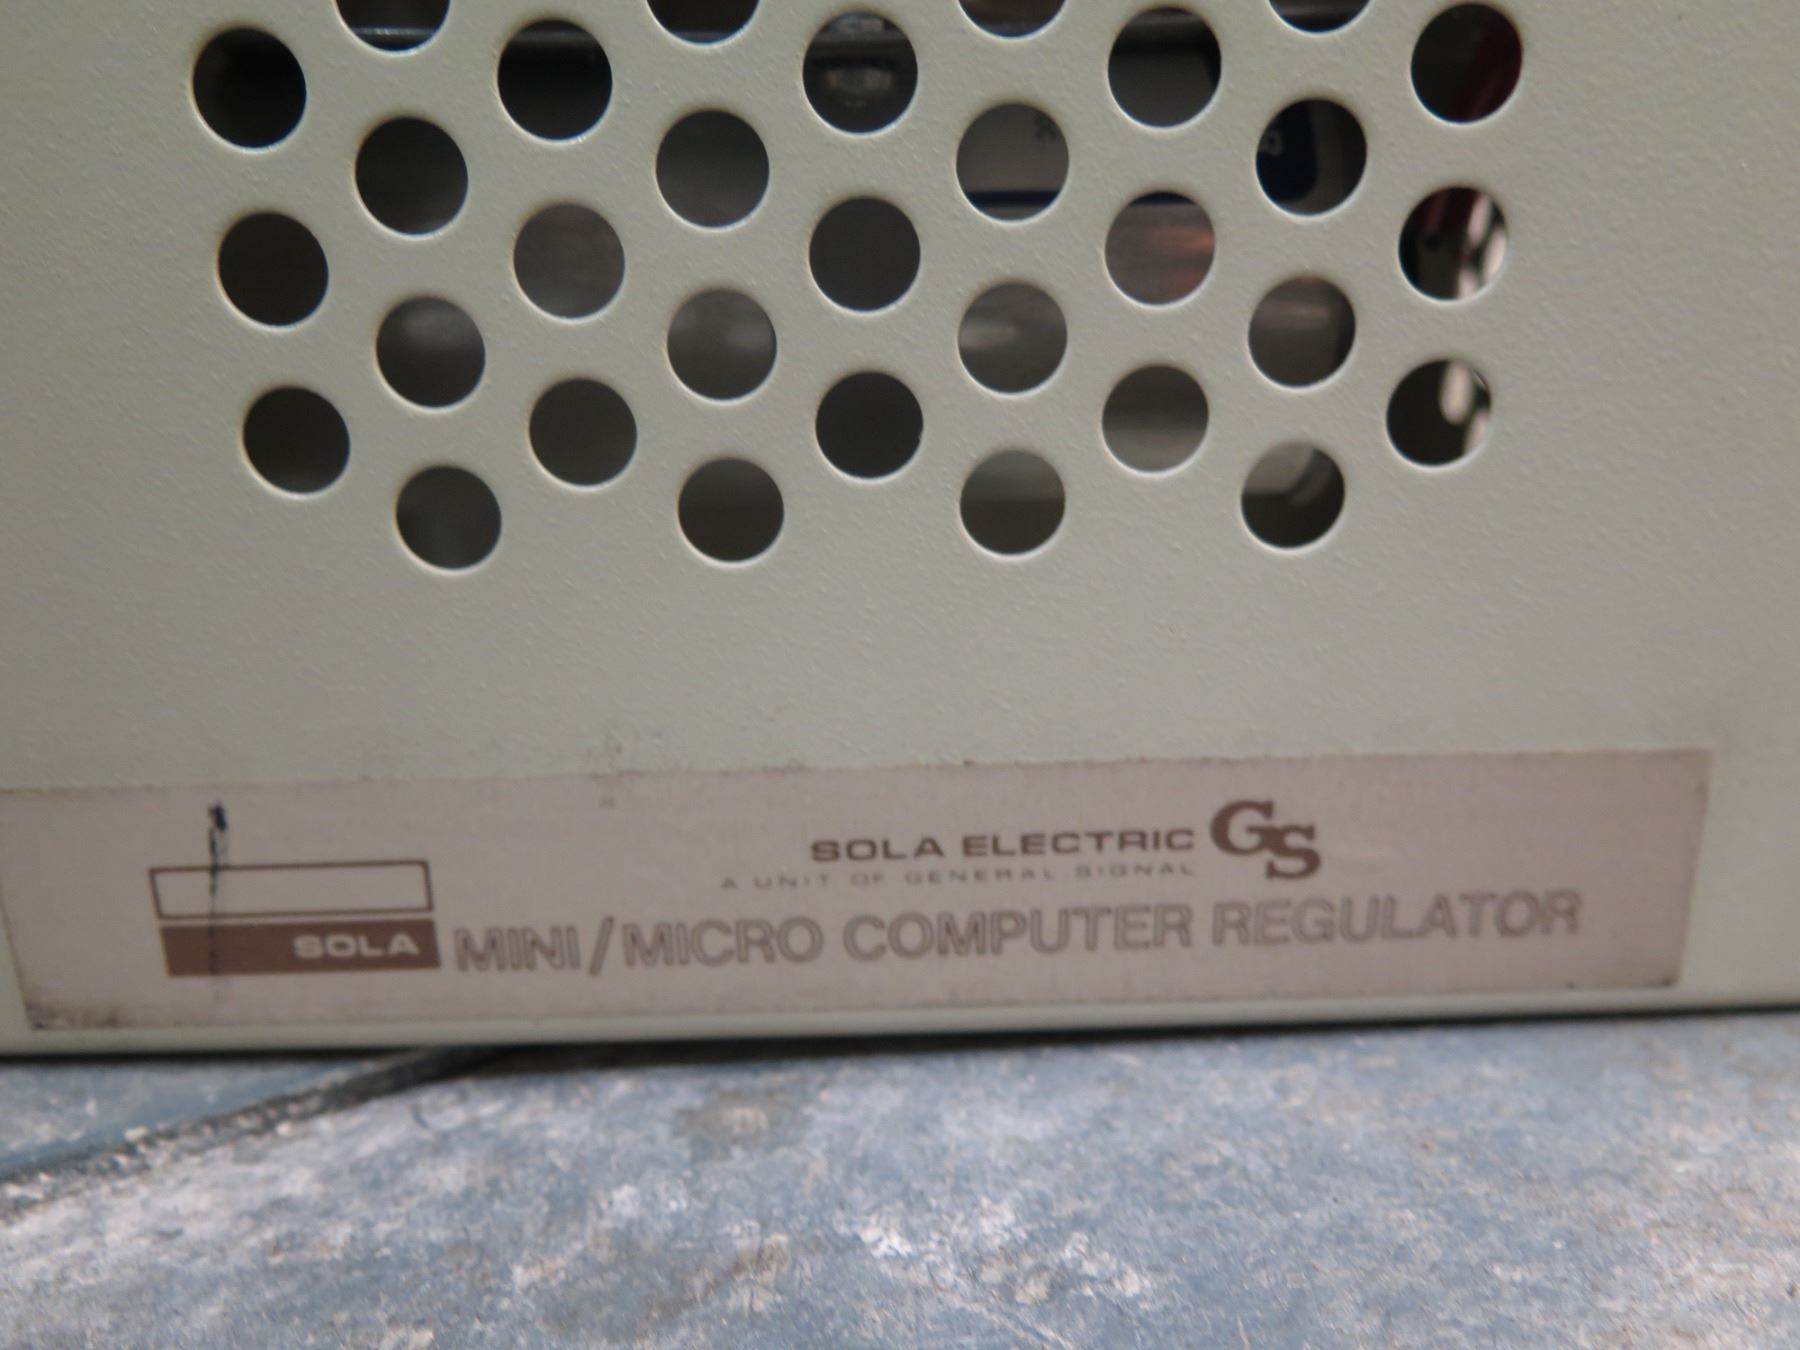 SOLA ELECTRIC GS
A UNIT OF GENERAL SIGNAL
SOLA MINI/MICRO COMPUTER REGULATOR